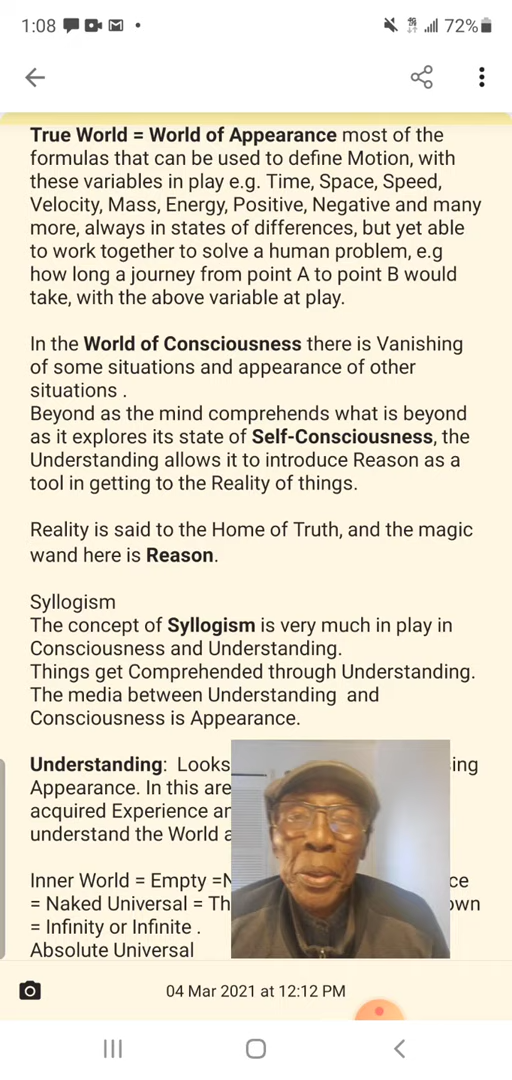 1:08
72%
True World = World of Appearance most of the
formulas that can be used to define Motion, with
these variables in play e.g. Time, Space, Speed,
Velocity, Mass, Energy, Positive, Negative and many
more, always in states of differences, but yet able
to work together to solve a human problem, e.g
how long a journey from point A to point B would
take, with the above variable at play.
In the World of Consciousness there is Vanishing
of some situations and appearance of other
situations .
Beyond as the mind comprehends what is beyond
as it explores its state of Self-Consciousness, the
Understanding allows it to introduce Reason as a
tool in getting to the Reality of things.
Reality is said to the Home of Truth, and the magic
wand here is Reason.
Syllogism
The concept of Syllogism is very much in play in
Consciousness and Understanding.
Things get Comprehended through Understanding.
The media between Understanding and
Consciousness is Appearance.
Understanding: Looks
Appearance. In this
acquired Experience
understand the World
Inner World = Empty =
= Naked Universal =
= Infinity or Infinite .
Absolute Universal
04 Mar 2021 at 12:12 PM